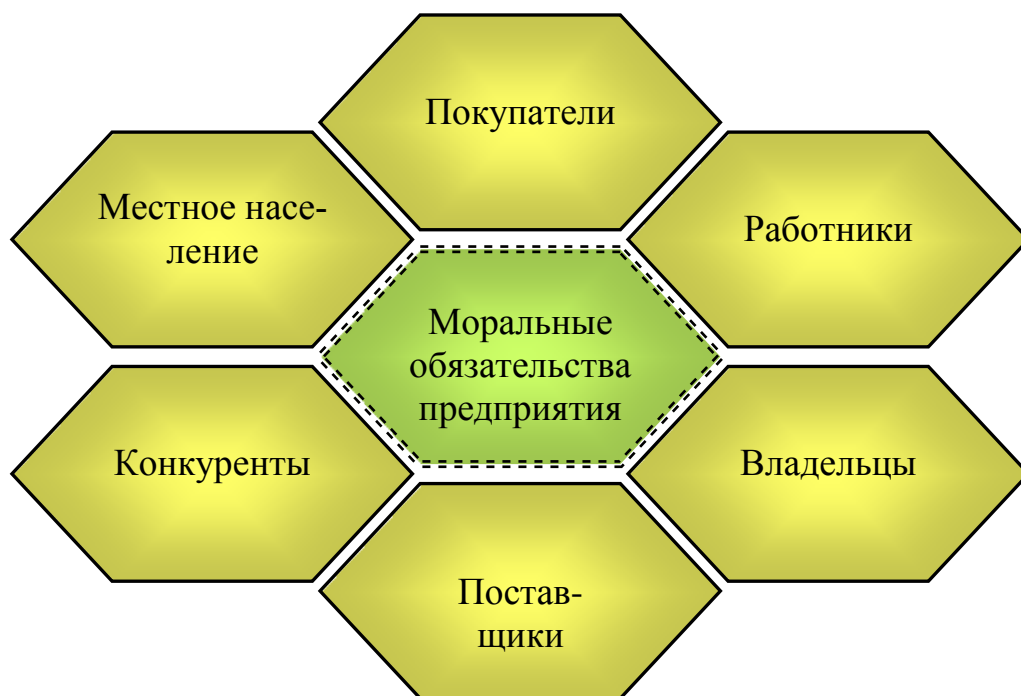 Покупатели
Местное насе-
ление
Работники
Моральные
обязательства
предприятия
Конкуренты
Владельцы
Постав-
щики